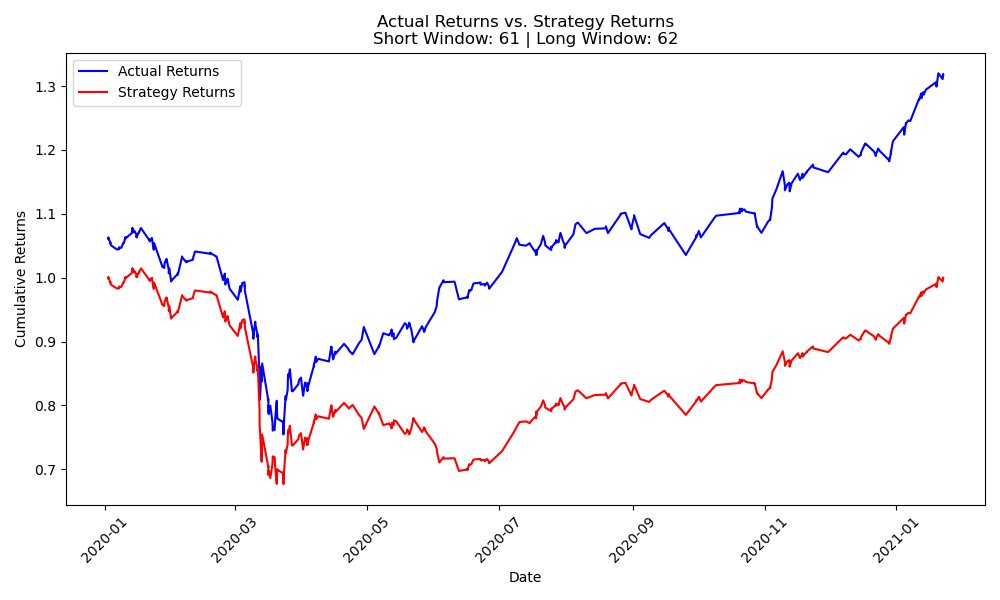 Actual Returns vs. Strategy Returns
Short Window: 61 | Long Window: 62
Actual Returns
Strategy Returns
Cumulative Returns
1.3
1.2
1.1
1.0
0.9
0.8
0.7
2020-01
2020-03
2020-05
2020-07
2020-09
2020-11
2021-01
Date